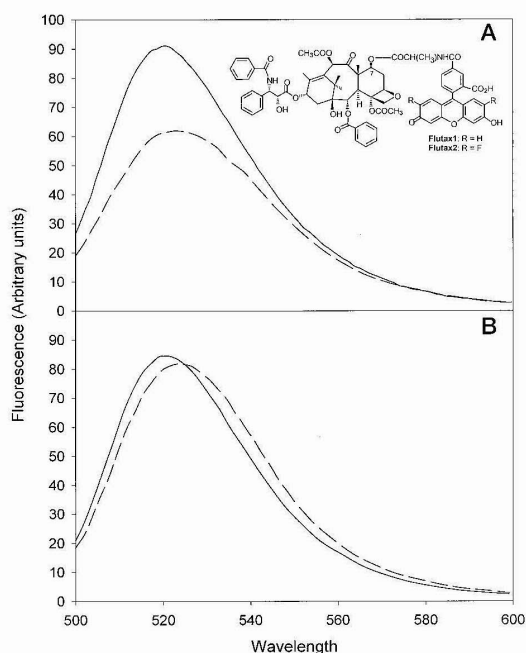 A
100
90
80
70
60
50
40
30
20
10
0
CH₃COO
O
O
COCH(CH₃)NHCO
O
NH
O
O
OH
7
CO₂H
R
R
O
O
OH
H
HO
O
O
OCOCH₃
O
Flutax1: R = H
Flutax2: R = F
Fluorescence (Arbitrary units)
B
90
80
70
60
50
40
30
20
10
0
500
520
540
560
580
600
Wavelength